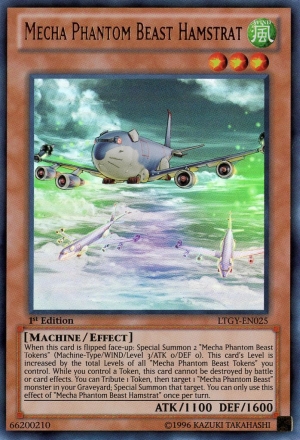 MECHA PHANTOM BEAST HAMSTRAT
WIND
風
1st Edition
LTGY-EN025
[MACHINE/EFFECT]
When this card is flipped face-up: Special Summon 2 "Mecha Phantom Beast
Tokens" (Machine-Type/WIND/Level 3/ATK 0/DEF 0). This card's Level is
increased by the total Levels of all "Mecha Phantom Beast Tokens" you
control. While you control a Token, this card cannot be destroyed by battle
or card effects. You can Tribute 1 Token, then target 1 "Mecha Phantom Beast"
monster in your Graveyard; Special Summon that target. You can only use this
effect of "Mecha Phantom Beast Hamstrat" once per turn.
ATK/1100 DEF/1600
66200210
©1996 KAZUKI TAKAHASHI